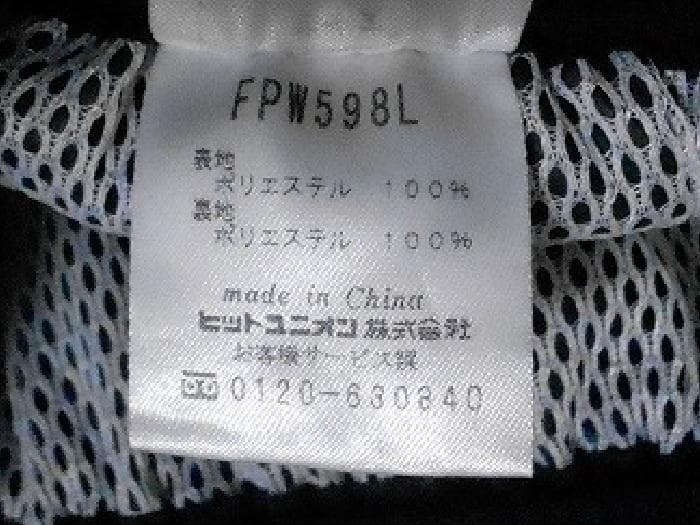 FPW598L
表地
ポリエステル 100%
裏地
ポリエステル 100%
made in China
ヒットユニオン株式会社
お客様サービス課
0120-630840